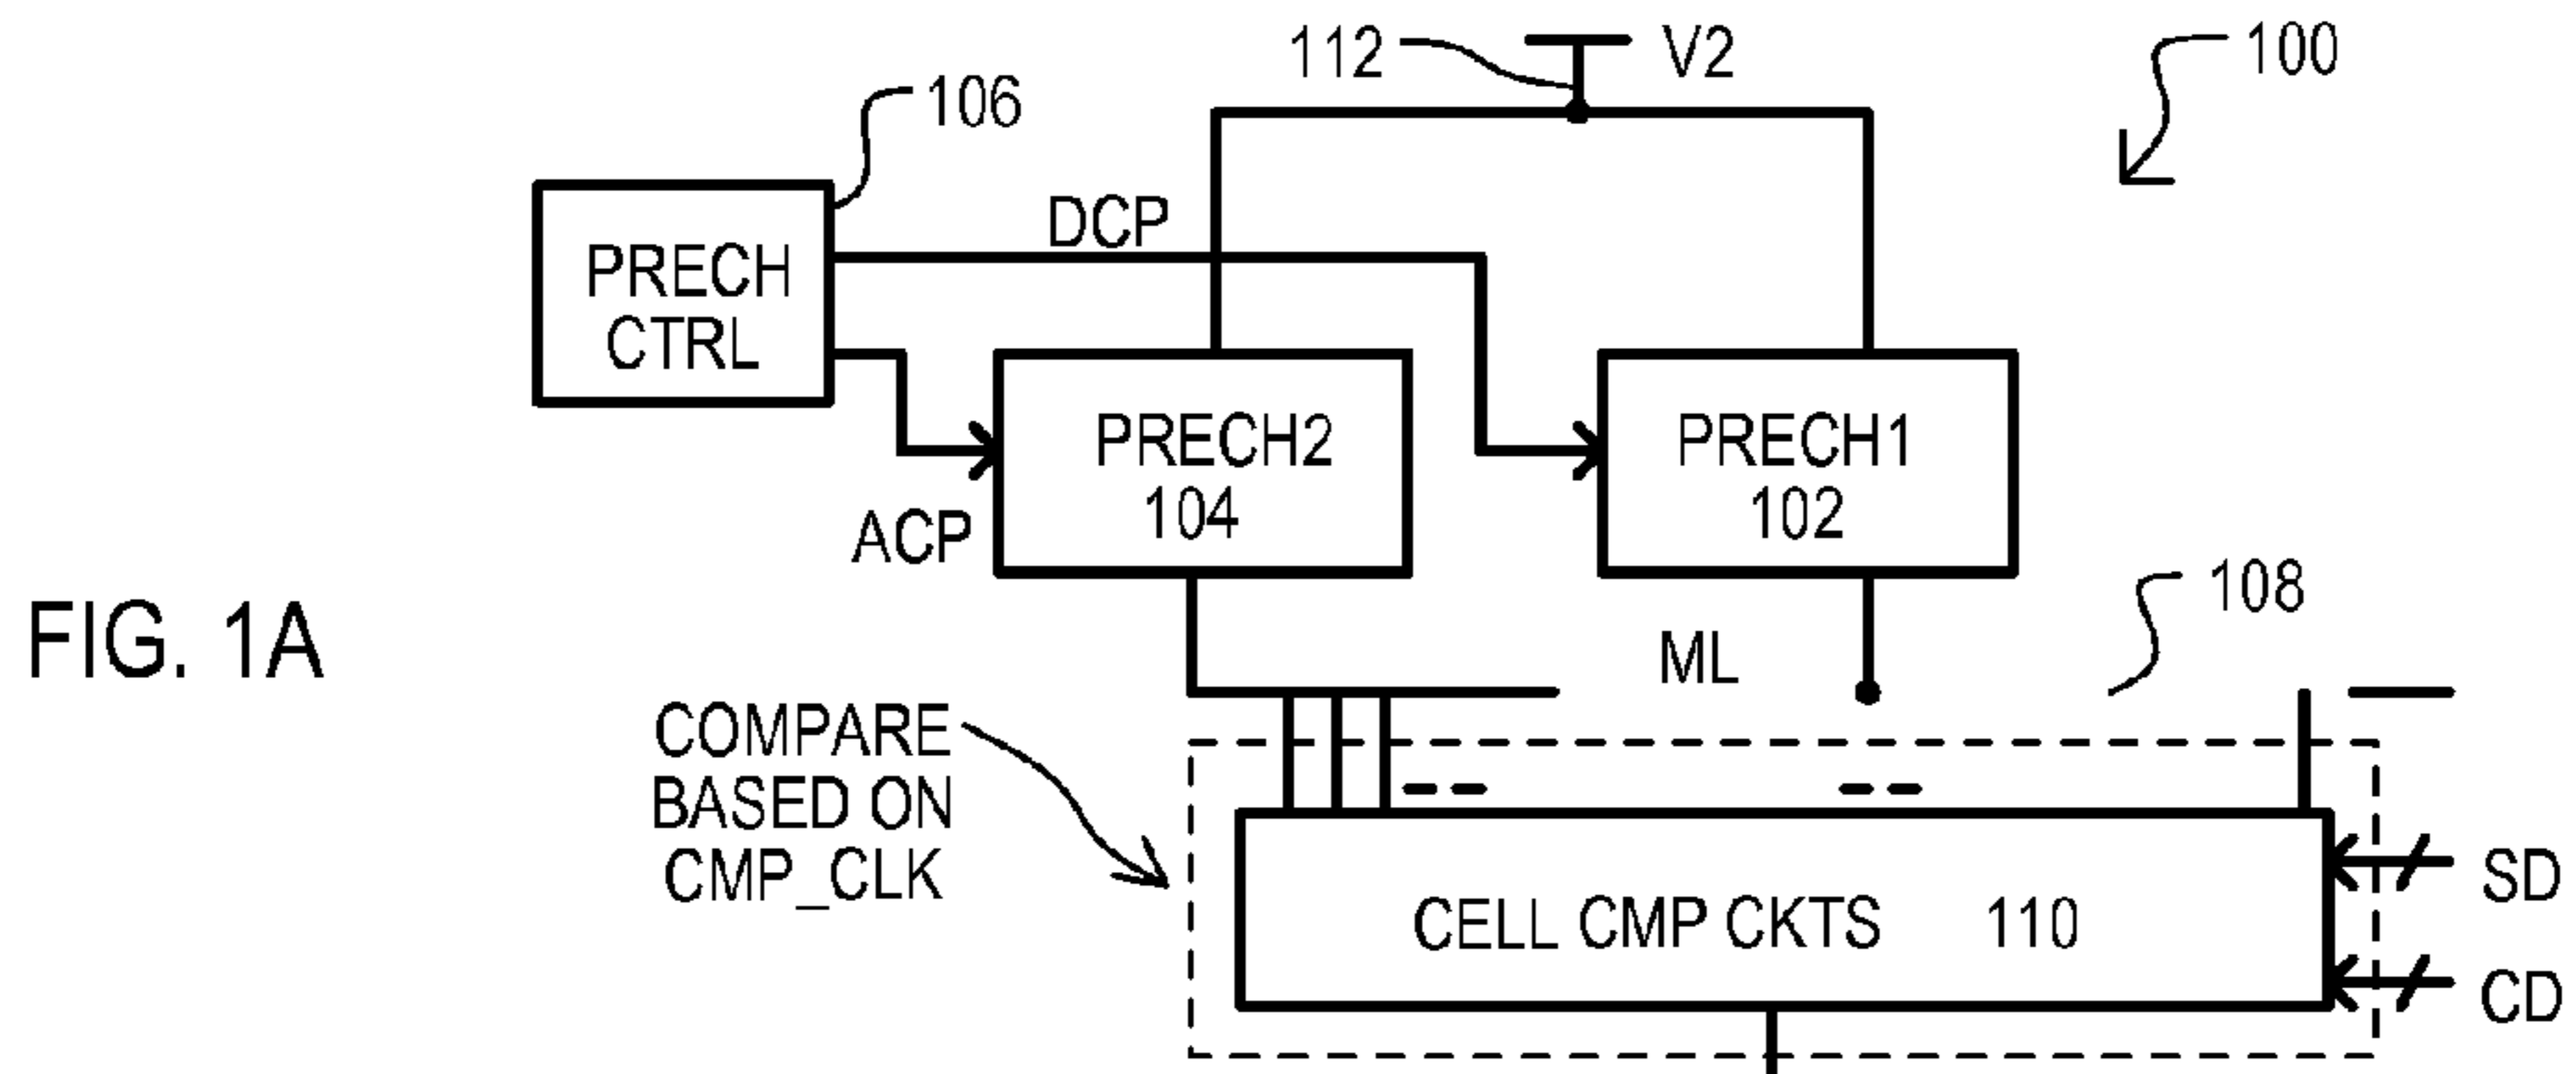 112
V2
100
106
DCP
PRECH
CTRL
PRECH2
104
PRECH1
102
ACP
108
FIG. 1A
ML
COMPARE
BASED ON
CMP_CLK
SD
CELL CMP CKTS 110
CD